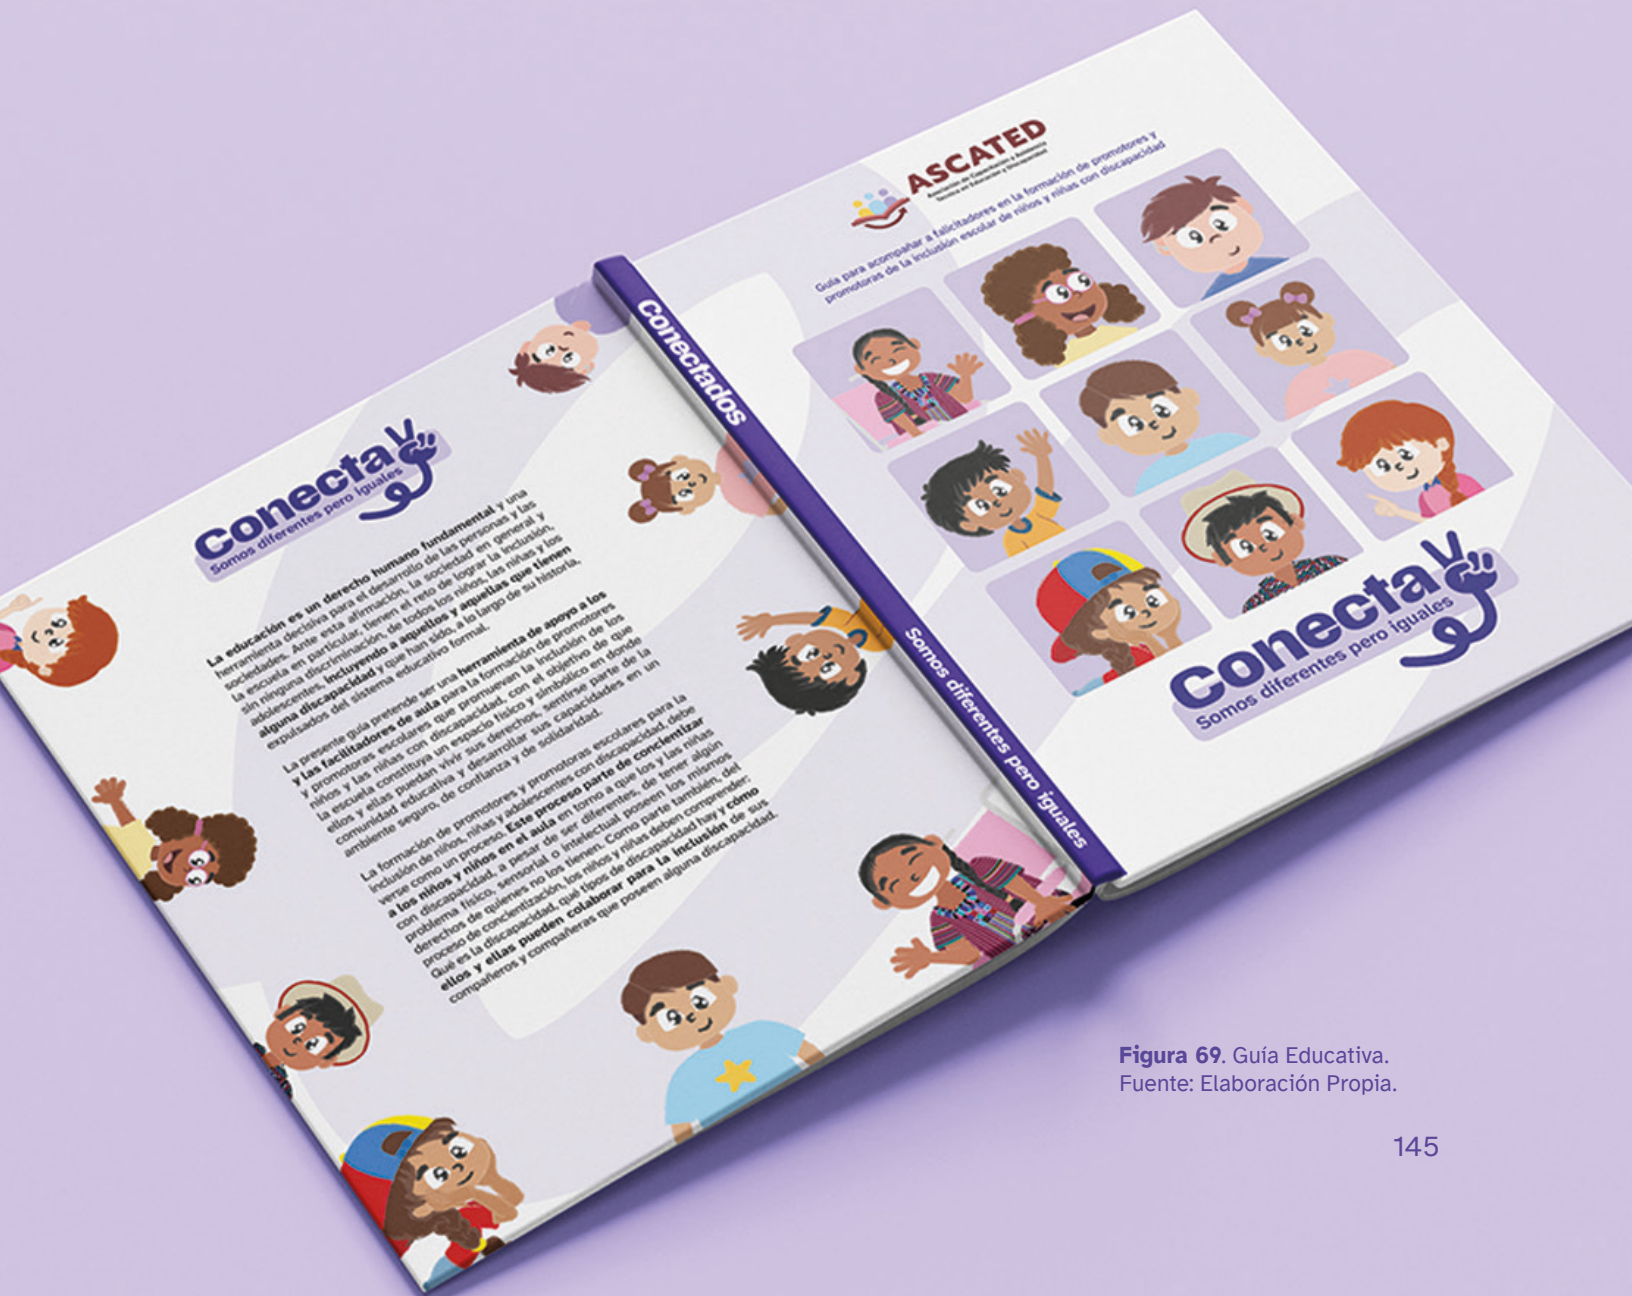 Conecta
Somos diferentes pero iguales
La educación es un derecho humano fundamental y una
herramienta decisiva para el desarrollo de las personas y las
sociedades. Ante esta afirmación, la sociedad en general y
la escuela en particular, tienen el reto de lograr la inclusión,
sin ninguna discriminación, de todos los niños, las niñas y los
adolescentes, incluyendo a aquellos y aquellas que tienen
alguna discapacidad y que han sido, a lo largo de su historia,
expulsados del sistema educativo formal.
La presente guía pretende ser una herramienta de apoyo a los
y las facilitadores de aula para la formación de promotores
y promotoras escolares que promuevan la inclusión de los
niños y las niñas con discapacidad, con el objetivo de que
la escuela constituya un espacio físico y simbólico en donde
ellos y ellas puedan vivir sus derechos, sentirse parte de la
comunidad educativa y desarrollar sus capacidades en un
ambiente seguro, de confianza y de solidaridad.
La formación de promotores y promotoras escolares para la
inclusión de niños, niñas y adolescentes con discapacidad, debe
verse como un proceso. Este proceso parte de concientizar
a los niños y niños en el aula en torno a que los y las niñas
con discapacidad, a pesar de ser diferentes, de tener algún
problema físico, sensorial o intelectual poseen los mismos
derechos de quienes no los tienen. Como parte también, del
proceso de concientización, los niños y niñas deben comprender:
Qué es la discapacidad, qué tipos de discapacidad hay y cómo
ellos y ellas pueden colaborar para la inclusión de sus
compañeros y compañeras que poseen alguna discapacidad.
Conectados
Somos diferentes pero iguales
ASCATED
Asociación de Capacitación y Asistencia
Técnica en Educación y Discapacidad
Guía para acompañar a falicitadores en la formación de promotores y
promotoras de la inclusión escolar de niños y niñas con discapacidad
Conecta
Somos diferentes pero iguales
Figura 69. Guía Educativa.
Fuente: Elaboración Propia.
145